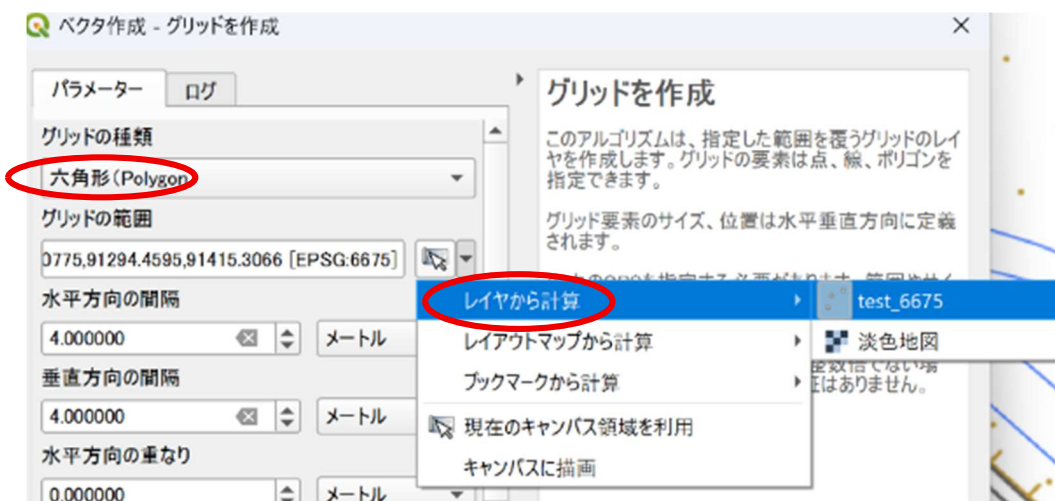 ベクタ作成 - グリッドを作成
パラメーター
ログ
グリッドの種類
六角形(Polygon
グリッドの範囲
0775,91294.4595,91415.3066 [EPSG:6675]
水平方向の間隔
4.000000
メートル
垂直方向の間隔
4.000000
メートル
水平方向の重なり
0.000000
メートル
グリッドを作成
このアルゴリズムは、指定した範囲を覆うグリッドのレイ
ヤを作成します。グリッドの要素は点、線、ポリゴンを
指定できます。
グリッド要素のサイズ、位置は水平垂直方向に定義
されます。
レイヤから計算
レイアウトマップから計算
ブックマークから計算
現在のキャンバス領域を利用
キャンバスに描画
test_6675
淡色地図
証はありません。